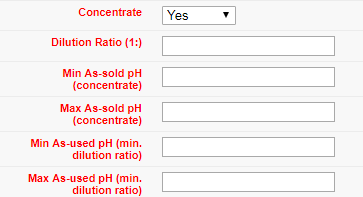 Concentrate Yes
Dilution Ratio (1:)
Min As-sold pH
(concentrate)
Max As-sold pH
(concentrate)
Min As-used pH (min.
dilution ratio)
Max As-used pH (min.
dilution ratio)